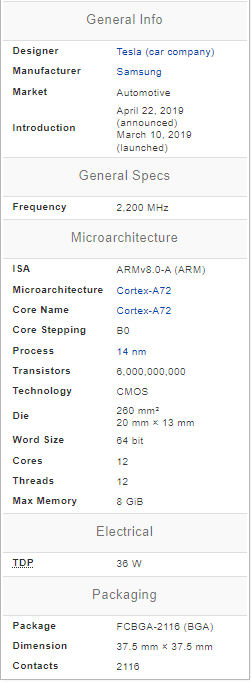 General Info
Designer Tesla (car company)
Manufacturer Samsung
Market Automotive
Introduction April 22, 2019
(announced)
March 10, 2019
(launched)
General Specs
Frequency 2,200 MHz
Microarchitecture
ISA ARMv8.0-A (ARM)
Microarchitecture Cortex-A72
Core Name Cortex-A72
Core Stepping B0
Process 14 nm
Transistors 6,000,000,000
Technology CMOS
Die 260 mm²
20 mm × 13 mm
Word Size 64 bit
Cores 12
Threads 12
Max Memory 8 GiB
Electrical
TDP 36 W
Packaging
Package FCBGA-2116 (BGA)
Dimension 37.5 mm × 37.5 mm
Contacts 2116